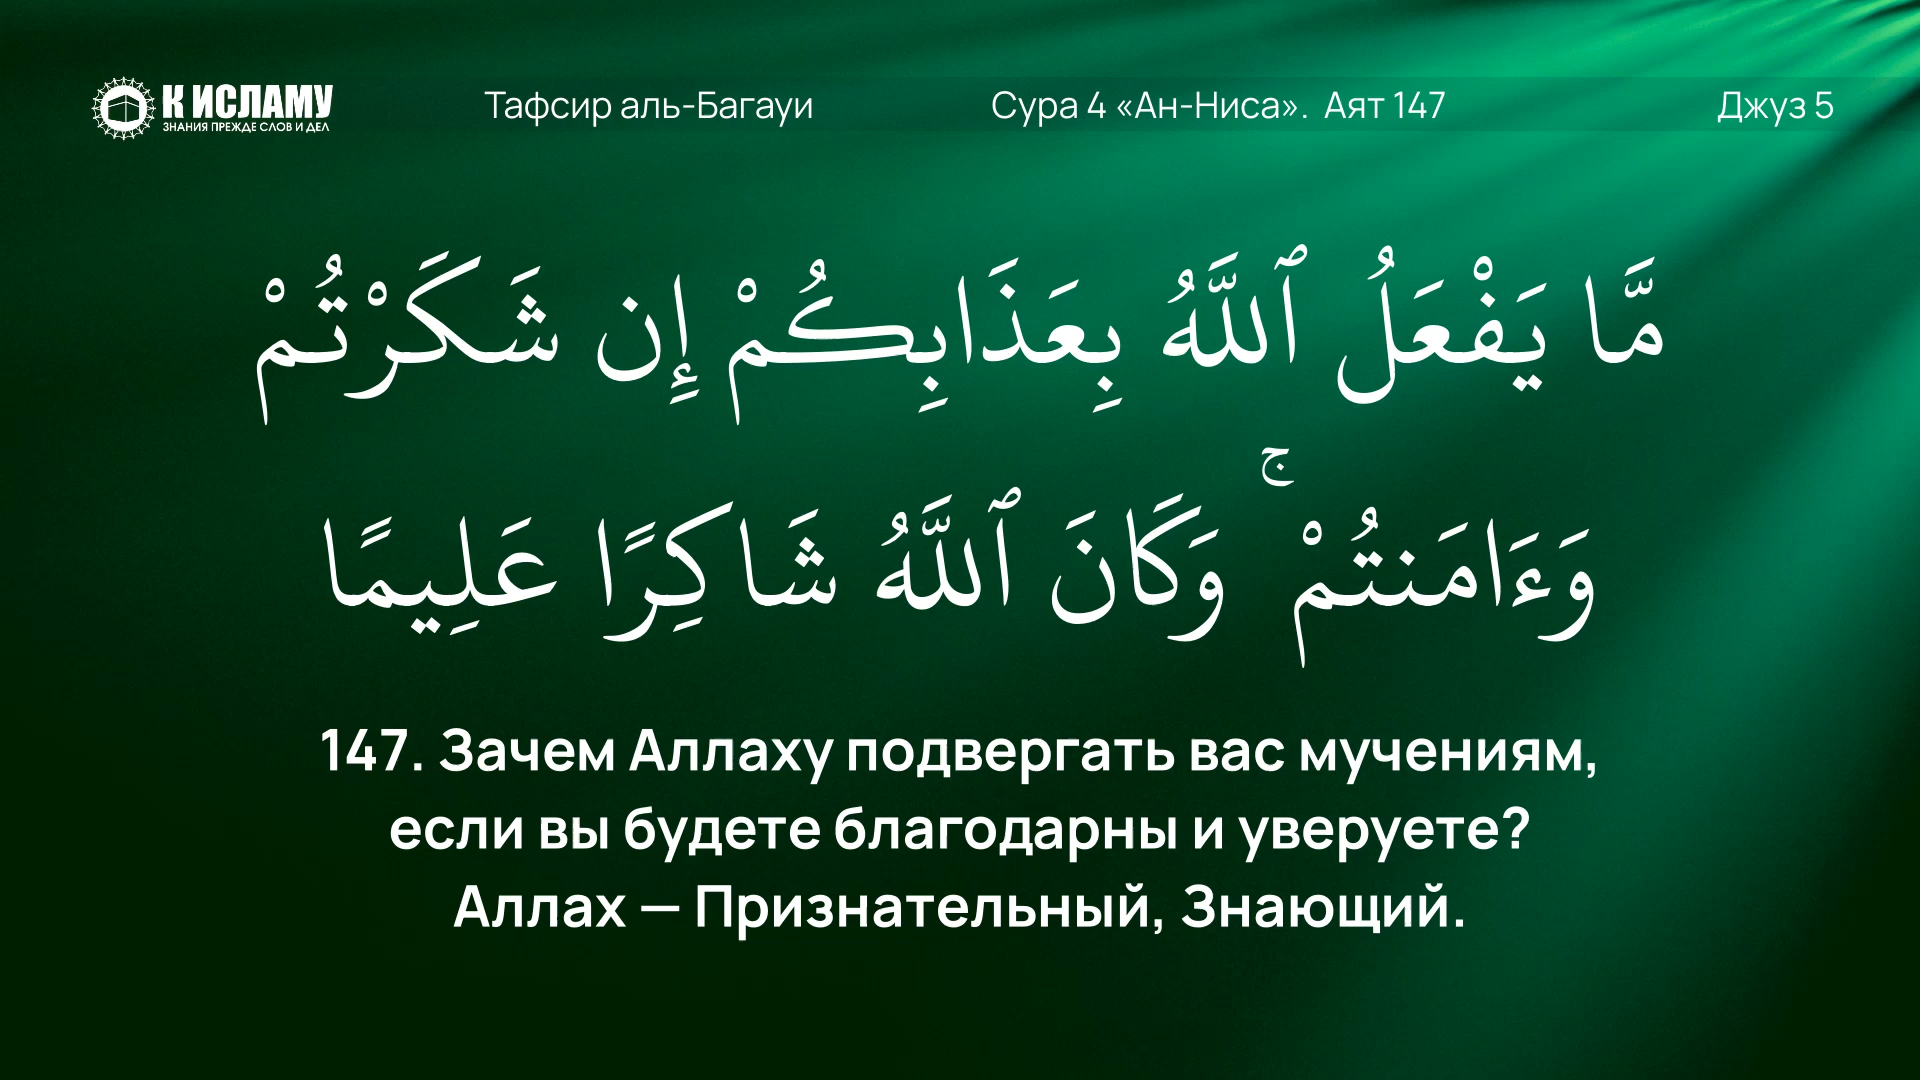 К ИСЛАМУ
ЗНАНИЯ ПРЕЖДЕ СЛОВ И ДЕЛ
Тафсир аль-Багауи
Сура 4 «Ан-Ниса». Аят 147
Джуз 5
مَّا يَفْعَلُ ٱللَّهُ بِعَذَابِكُمْ إِن شَكَرْتُمْ
وَءَامَنتُمْ ۚ وَكَانَ ٱللَّهُ شَاكِرًا عَلِيمًا
147. Зачем Аллаху подвергать вас мучениям,
если вы будете благодарны и уверуете?
Аллах — Признательный, Знающий.